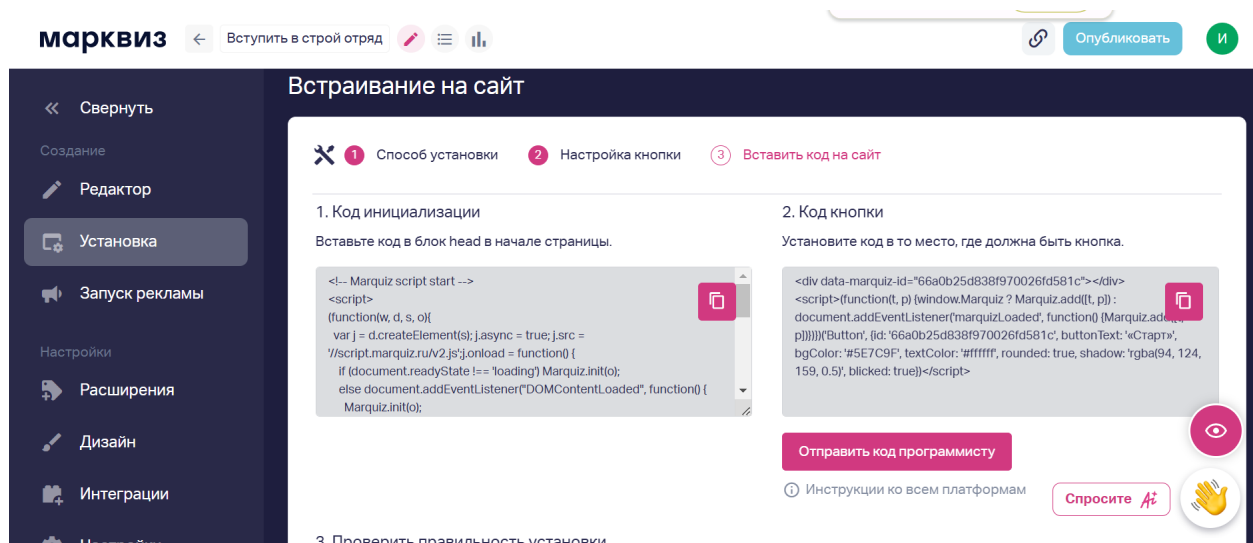 марквиз
Вступить в строй отряд
Опубликовать
И
Свернуть
Создание
Редактор
Установка
Запуск рекламы
Настройки
Расширения
Дизайн
Интеграции
Встраивание на сайт
1 Способ установки
2 Настройка кнопки
3 Вставить код на сайт
1. Код инициализации
Вставьте код в блок head в начале страницы.
<!-- Marquiz script start -->
<script>
(function(w, d, s, o){
var j = d.createElement(s); j.async = true; j.src =
'//script.marquiz.ru/v2.js';j.onload = function() {
if (document.readyState !== 'loading') Marquiz.init(o);
else document.addEventListener("DOMContentLoaded", function() {
Marquiz.init(o);
2. Код кнопки
Установите код в то место, где должна быть кнопка.
<div data-marquiz-id="66a0b25d838f970026fd581c"></div>
<script>(function(t, p) {window.Marquiz ? Marquiz.add([t, p]) :
document.addEventListener('marquizLoaded', function() {Marquiz.add([t,
p])})})('Button', {id: '66a0b25d838f970026fd581c', buttonText: '«Старт»',
bgColor: '#5E7C9F', textColor: '#ffffff', rounded: true, shadow: 'rgba(94, 124,
159, 0.5)', blicked: true})</script>
Отправить код программисту
Инструкции ко всем платформам
Спросите Ai
3. Проверить правильность установки